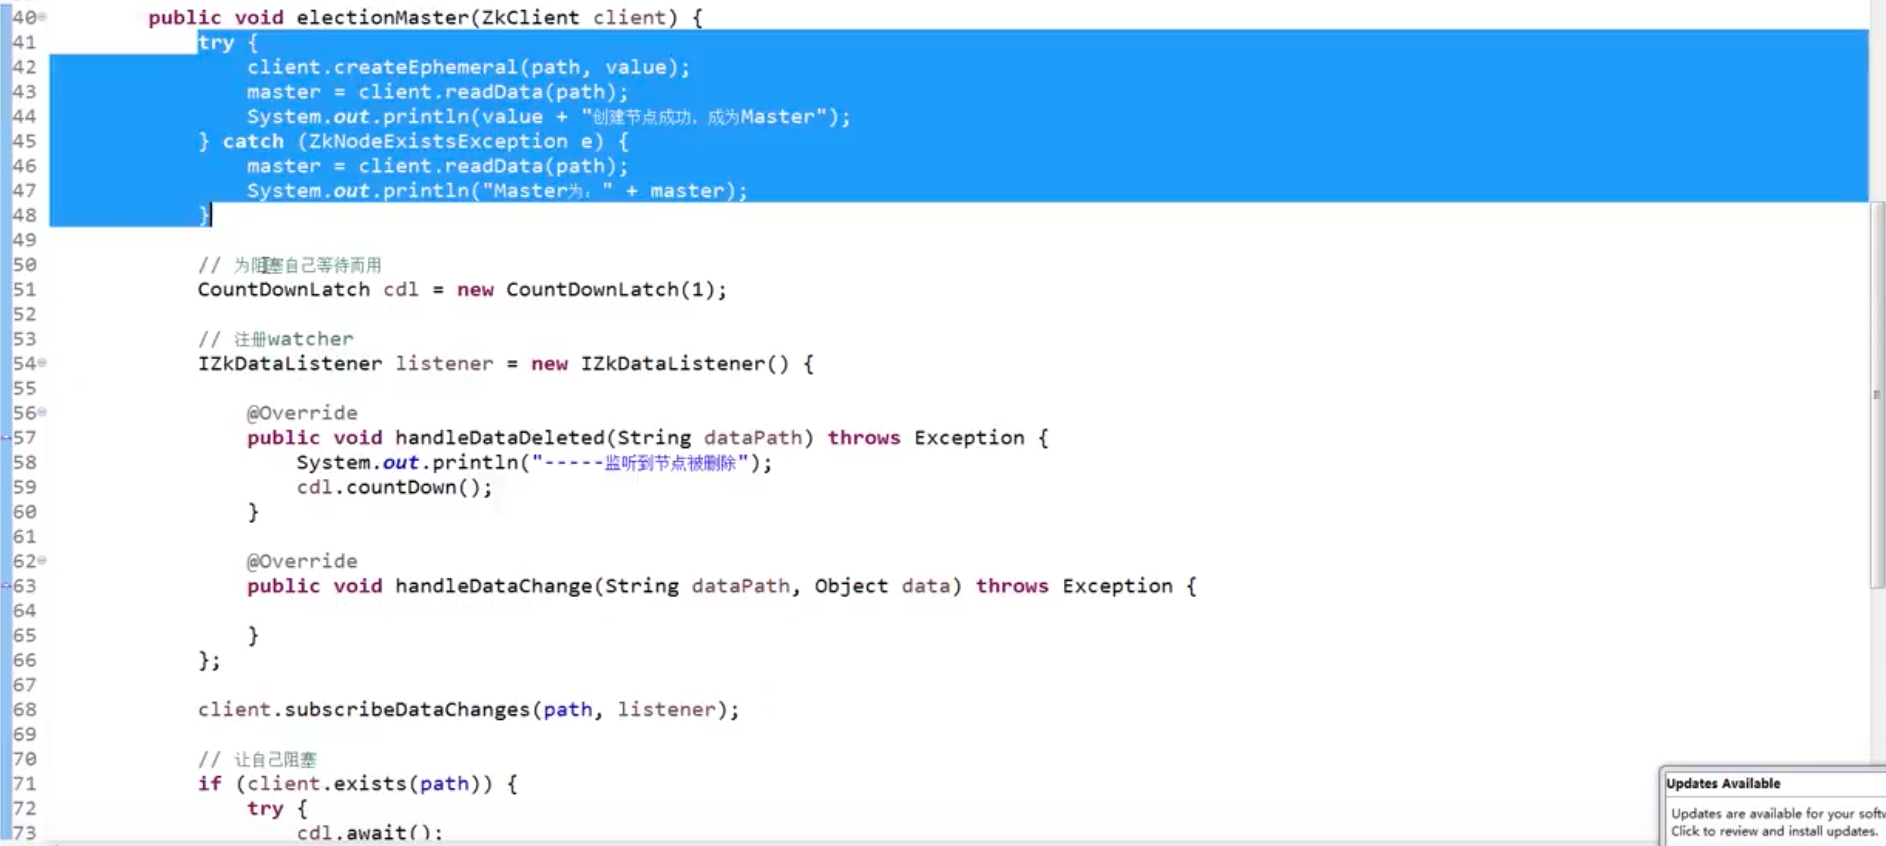 40 public void electionMaster(ZkClient client) {
41 try {
42 client.createEphemeral(path, value);
43 master = client.readData(path);
44 System.out.println(value + "创建节点成功，成为Master");
45 } catch (ZkNodeExistsException e) {
46 master = client.readData(path);
47 System.out.println("Master为：" + master);
48 }
49
50 // 为阻塞自己等待而用
51 CountDownLatch cdl = new CountDownLatch(1);
52
53 // 注册watcher
54 IZkDataListener listener = new IZkDataListener() {
55
56 @Override
57 public void handleDataDeleted(String dataPath) throws Exception {
58 System.out.println("-----监听到节点被删除");
59 cdl.countDown();
60 }
61
62 @Override
63 public void handleDataChange(String dataPath, Object data) throws Exception {
64
65 }
66 };
67
68 client.subscribeDataChanges(path, listener);
69
70 // 让自己阻塞
71 if (client.exists(path)) {
72 try {
73 cdl.await();
Updates Available
Updates are available for your softw
Click to review and install updates.